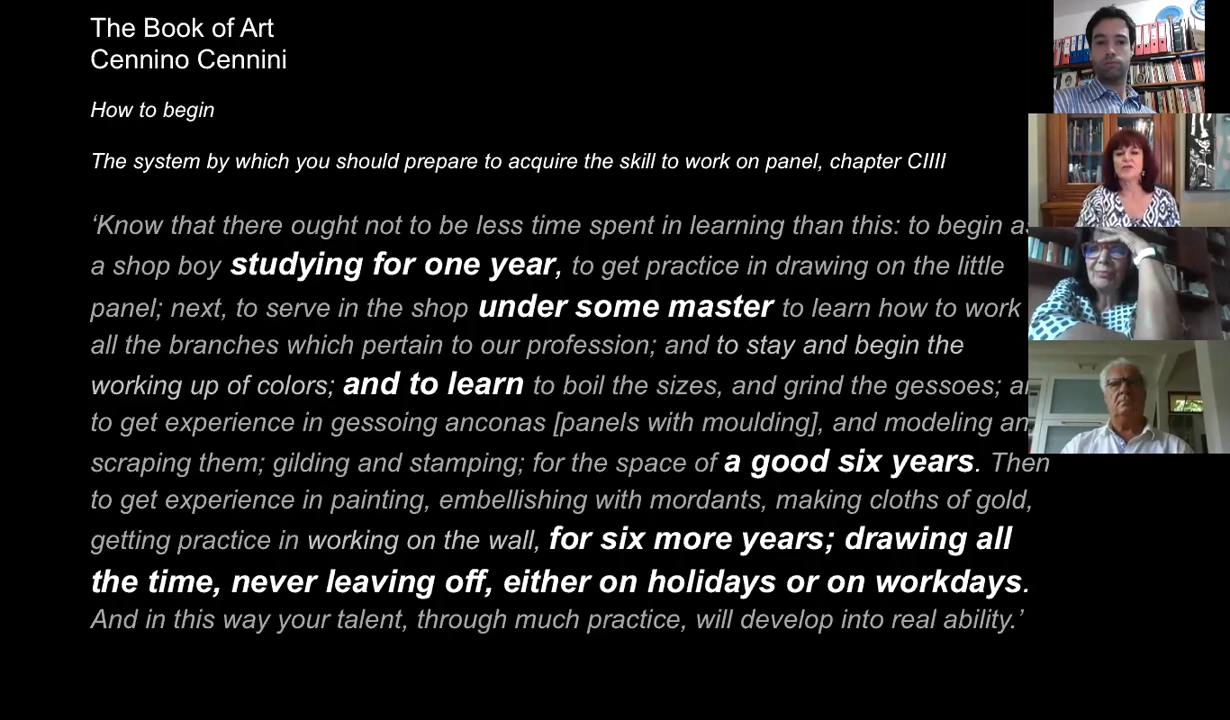 The Book of Art
Cennino Cennini
How to begin
The system by which you should prepare to acquire the skill to work on panel, chapter CIIII
‘Know that there ought not to be less time spent in learning than this: to begin as
a shop boy studying for one year, to get practice in drawing on the little
panel; next, to serve in the shop under some master to learn how to work
all the branches which pertain to our profession; and to stay and begin the
working up of colors; and to learn to boil the sizes, and grind the gessoes;
to get experience in gessoing anconas [panels with moulding], and modeling
scraping them; gilding and stamping; for the space of a good six years. Then
to get experience in painting, embellishing with mordants, making cloths of gold,
getting practice in working on the wall, for six more years; drawing all
the time, never leaving off, either on holidays or on workdays.
And in this way your talent, through much practice, will develop into real ability.’